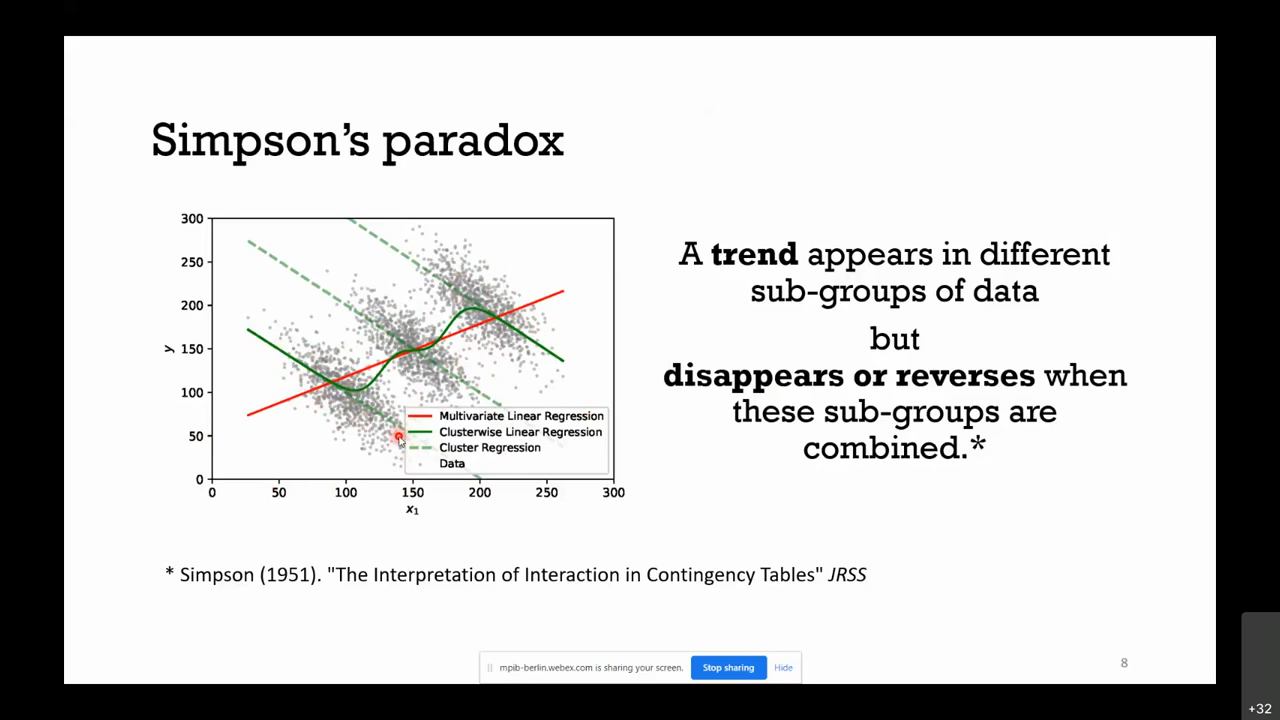 Simpson's paradox
300
250
200
150
100
50
0
y
0 50 100 150 200 250 300
x₁
Multivariate Linear Regression
Clusterwise Linear Regression
Cluster Regression
Data
A trend appears in different
sub-groups of data
but
disappears or reverses when
these sub-groups are
combined.*
* Simpson (1951). "The Interpretation of Interaction in Contingency Tables" JRSS
mpib-berlin.webex.com is sharing your screen. Stop sharing Hide
8
+32